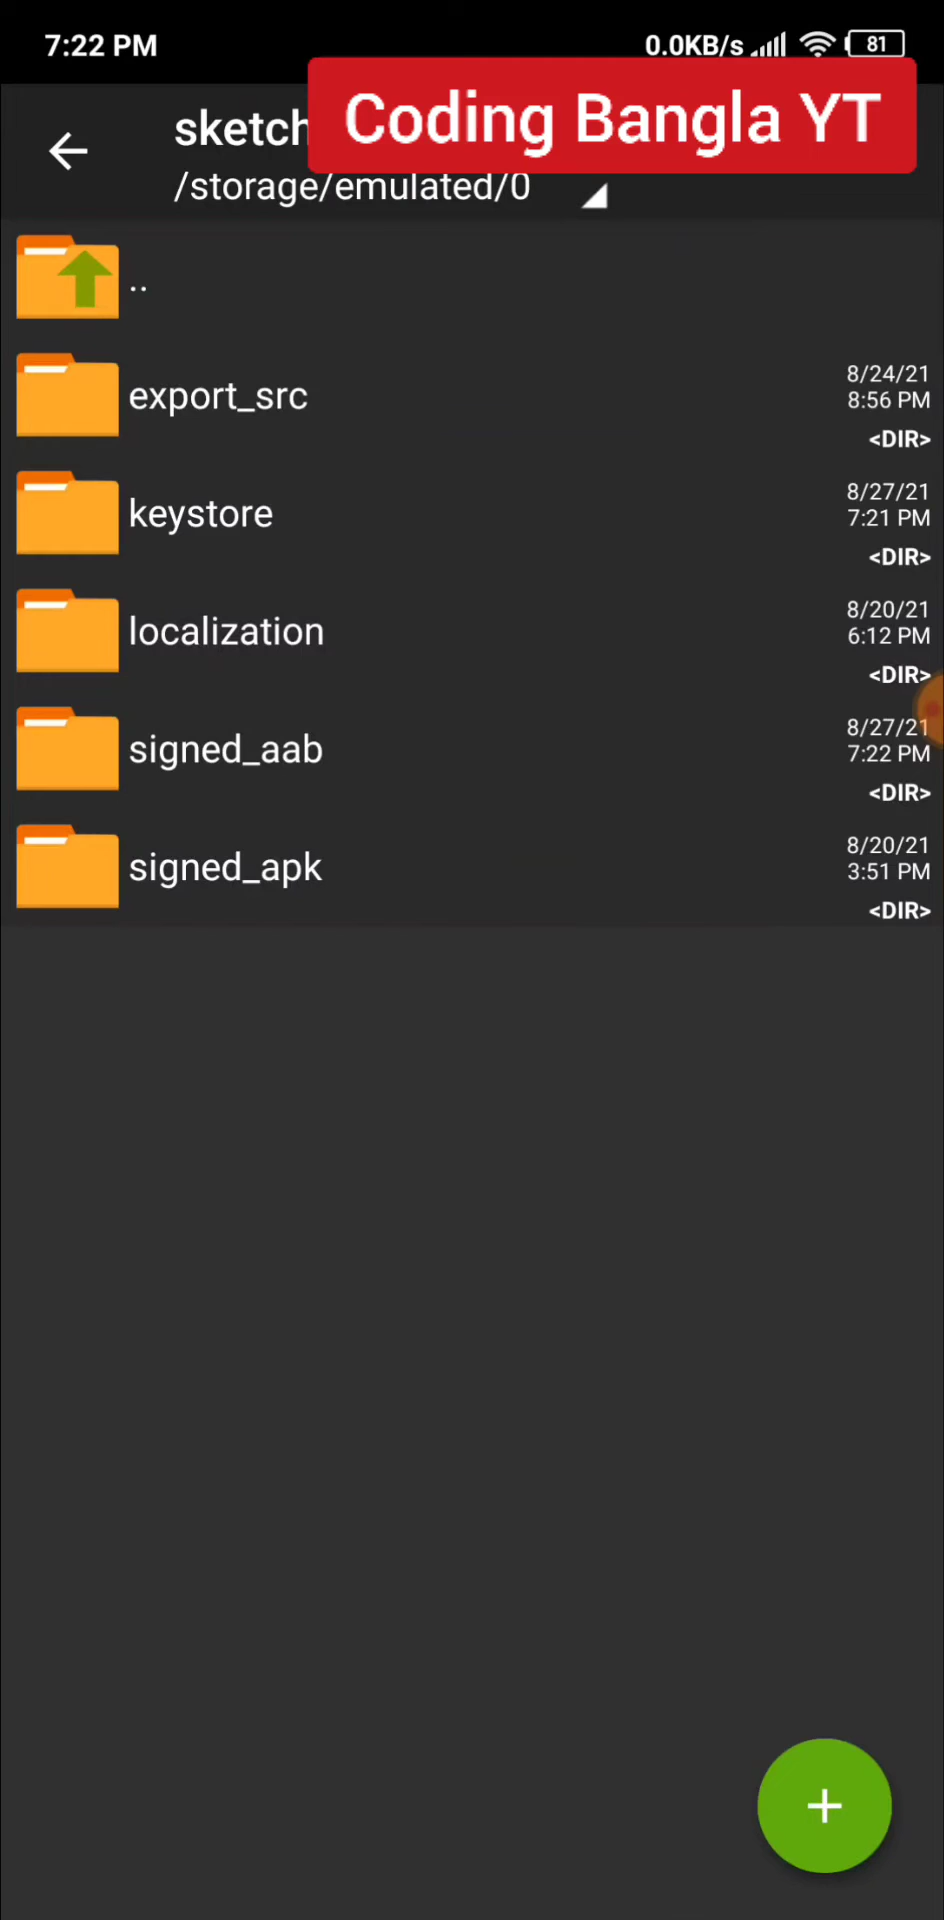 7:22 PM
0.0KB/s
81
Coding Bangla YT
sketch
/storage/emulated/0
..
export_src
8/24/21
8:56 PM
<DIR>
keystore
8/27/21
7:21 PM
<DIR>
localization
8/20/21
6:12 PM
<DIR>
signed_aab
8/27/21
7:22 PM
<DIR>
signed_apk
8/20/21
3:51 PM
<DIR>